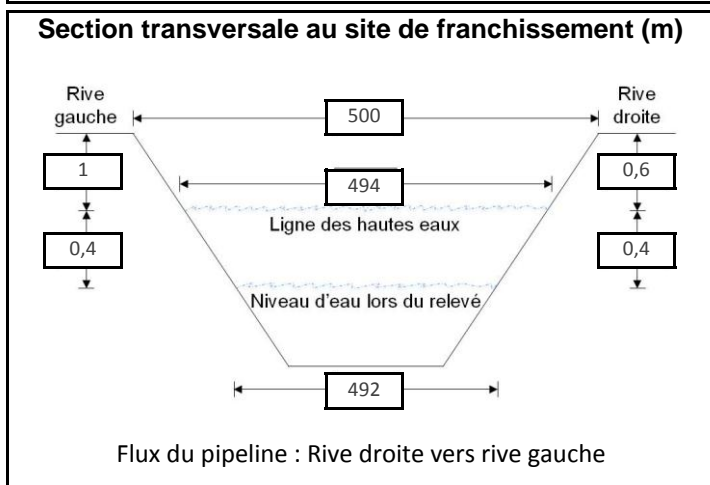 Section transversale au site de franchissement (m)
Rive
gauche
500
Rive
droite
1
494
0,6
Ligne des hautes eaux
0,4
0,4
Niveau d'eau lors du relevé
492
Flux du pipeline : Rive droite vers rive gauche